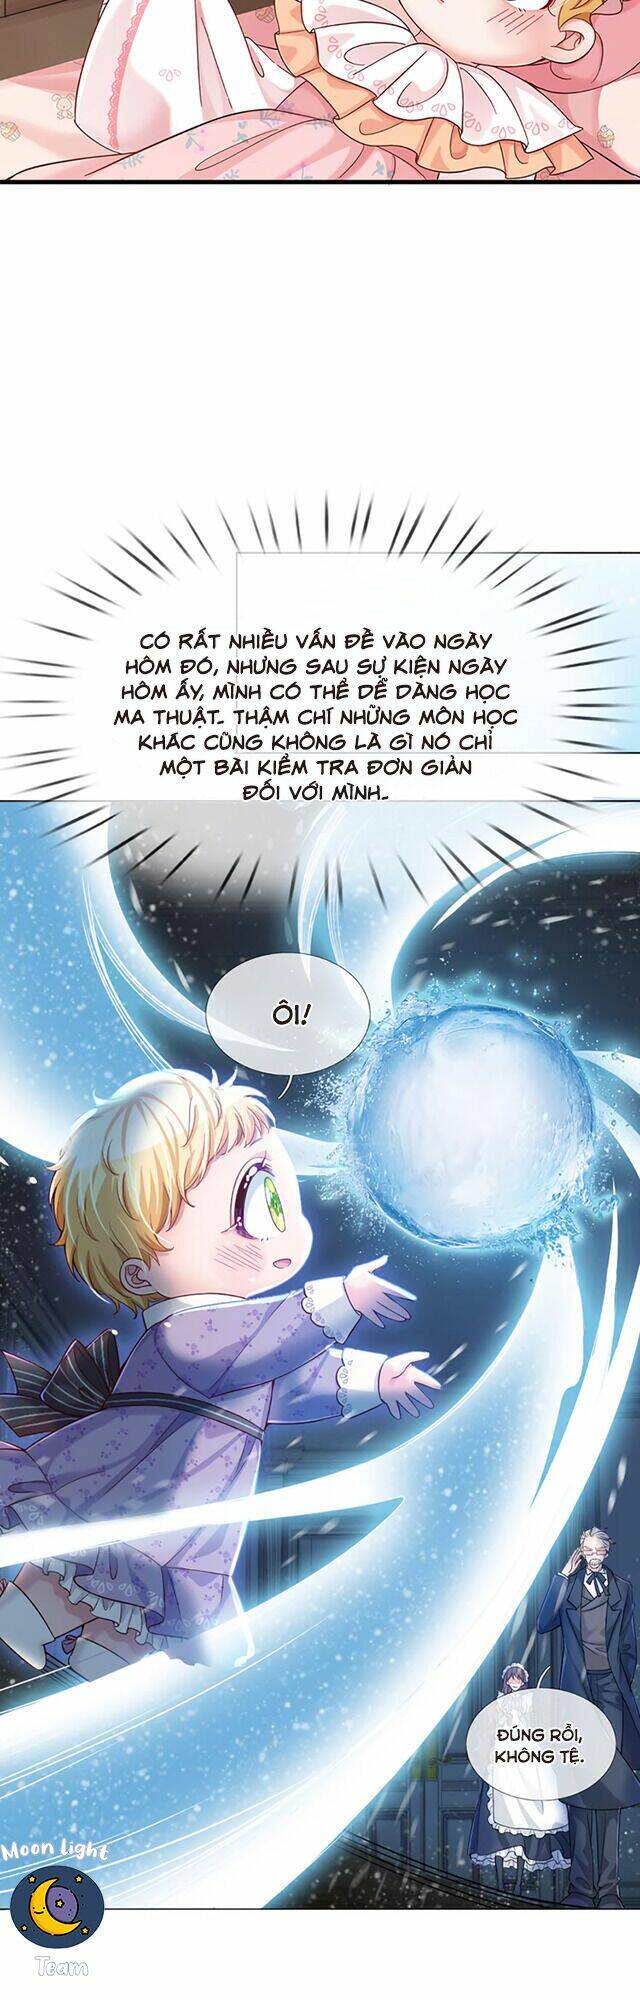 CÓ RẤT NHIỀU VẤN ĐỀ VÀO NGÀY
HÔM ĐÓ, NHƯNG SAU SỰ KIỆN NGÀY
HÔM ẤY, MÌNH CÓ THỂ DỄ DÀNG HỌC
MA THUẬT. THẬM CHÍ NHỮNG MÔN HỌC
KHÁC CŨNG KHÔNG LÀ GÌ NÓ CHỈ
MỘT BÀI KIỂM TRA ĐƠN GIẢN
ĐỐI VỚI MÌNH.
ÔI!
ĐÚNG RỒI,
KHÔNG TỆ.
Moon light
Team